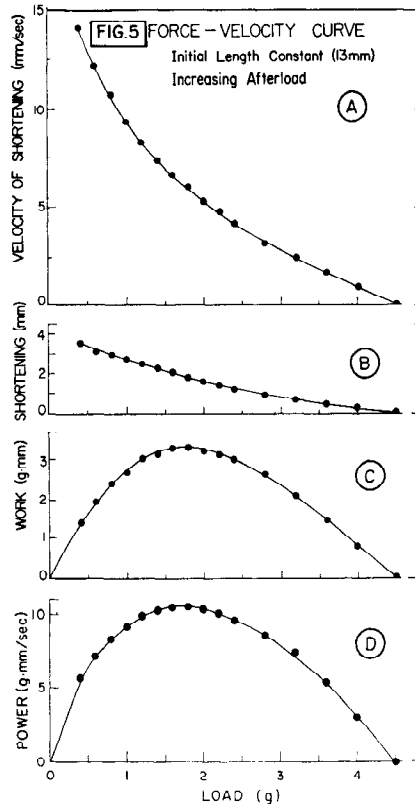 FIG.5 FORCE-VELOCITY CURVE
Initial Length Constant (13mm)
Increasing Afterload
VELOCITY OF SHORTENING (mm/sec)
15
10
5
0
A
SHORTENING (mm)
4
2
0
B
WORK (g·mm)
3
2
1
0
C
POWER (g·mm/sec)
10
5
0
D
0 1 2 3 4
LOAD (g)